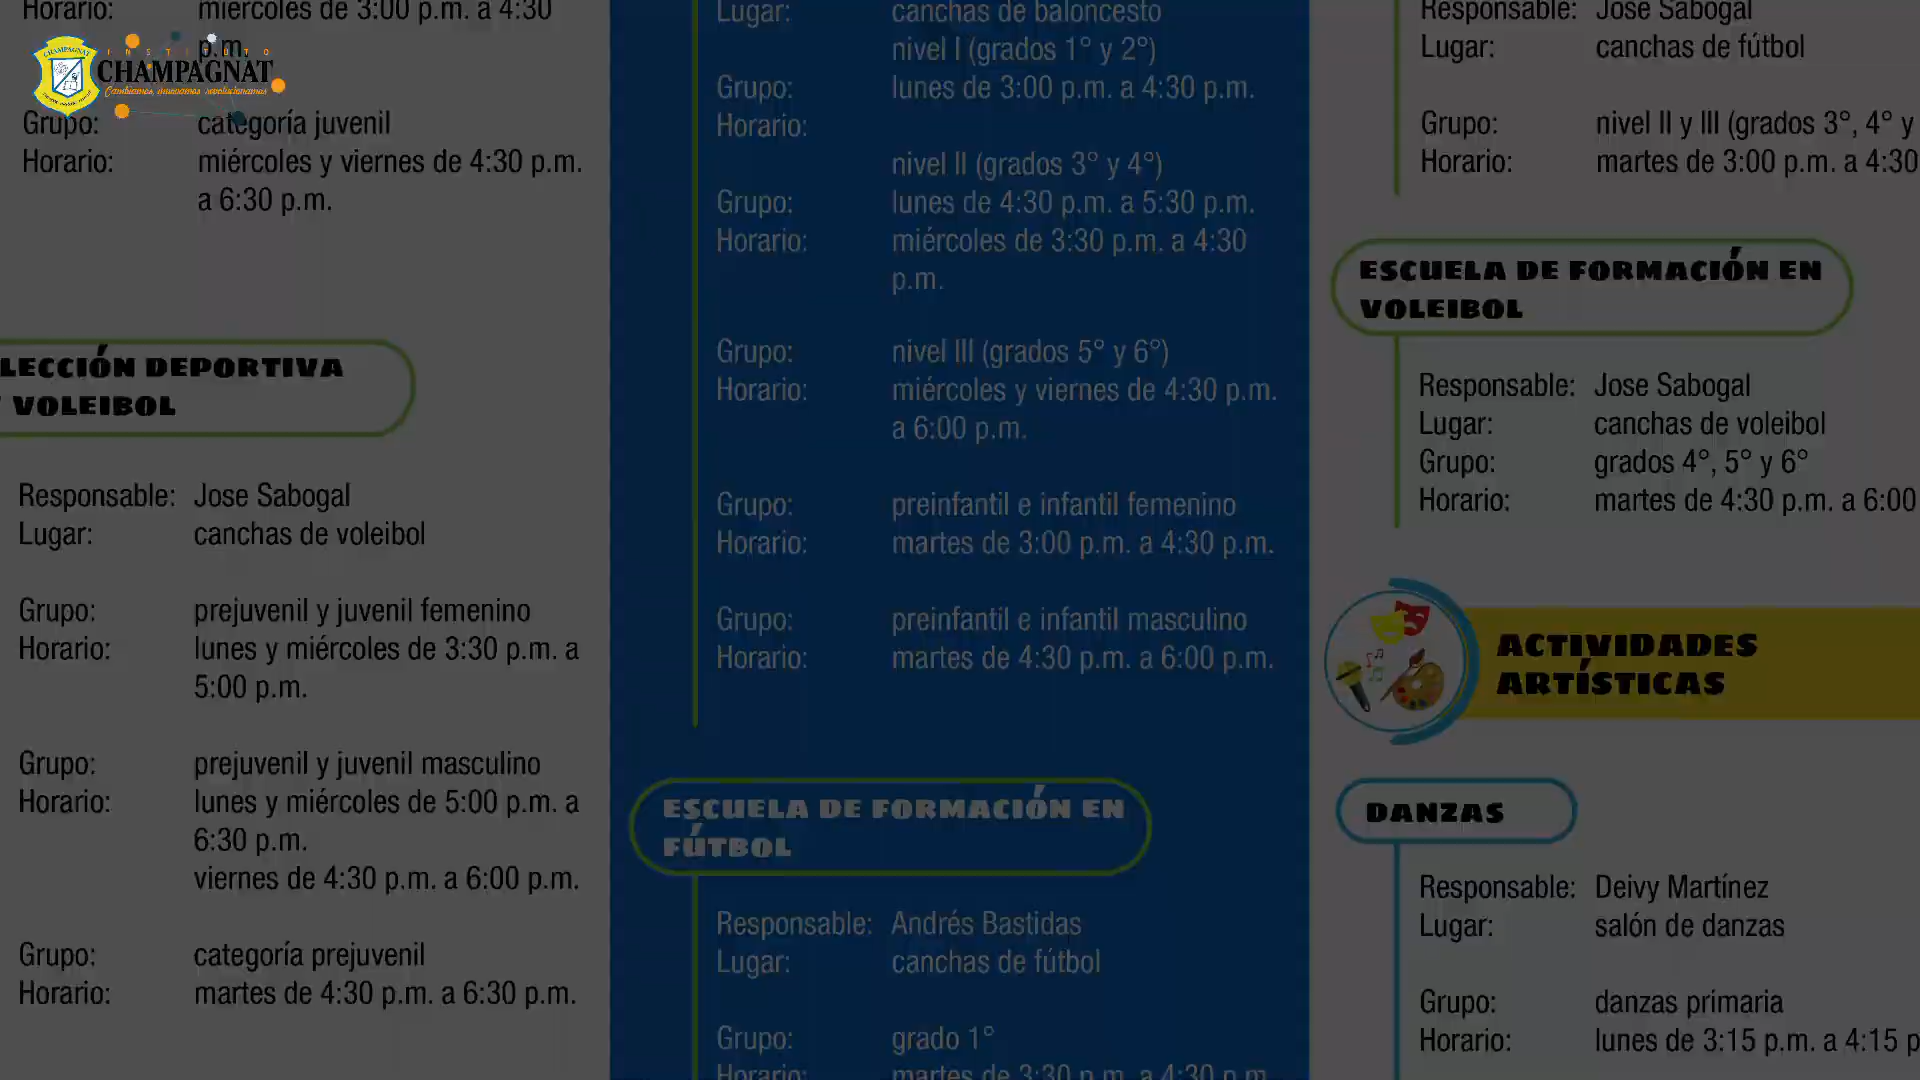 Horario: miércoles de 3:00 p.m. a 4:30
p.m.
INSTITUTO
CHAMPAGNAT
Cambiamos, innovamos, revolucionamos
CHAMPAGNAT
Grupo: categoría juvenil
Horario: miércoles y viernes de 4:30 p.m.
a 6:30 p.m.
LECCIÓN DEPORTIVA
VOLEIBOL
Responsable: Jose Sabogal
Lugar: canchas de voleibol
Grupo: prejuvenil y juvenil femenino
Horario: lunes y miércoles de 3:30 p.m. a
5:00 p.m.
Grupo: prejuvenil y juvenil masculino
Horario: lunes y miércoles de 5:00 p.m. a
6:30 p.m.
viernes de 4:30 p.m. a 6:00 p.m.
Grupo: categoría prejuvenil
Horario: martes de 4:30 p.m. a 6:30 p.m.
Lugar: canchas de baloncesto
nivel I (grados 1° y 2°)
Grupo: lunes de 3:00 p.m. a 4:30 p.m.
Horario:
nivel II (grados 3° y 4°)
Grupo: lunes de 4:30 p.m. a 5:30 p.m.
Horario: miércoles de 3:30 p.m. a 4:30
p.m.
Grupo: nivel III (grados 5° y 6°)
Horario: miércoles y viernes de 4:30 p.m.
a 6:00 p.m.
Grupo: preinfantil e infantil femenino
Horario: martes de 3:00 p.m. a 4:30 p.m.
Grupo: preinfantil e infantil masculino
Horario: martes de 4:30 p.m. a 6:00 p.m.
ESCUELA DE FORMACIÓN EN
FÚTBOL
Responsable: Andrés Bastidas
Lugar: canchas de fútbol
Grupo: grado 1°
Horario: martes de 3:30 p.m. a 4:30 p.m.
Responsable: Jose Sabogal
Lugar: canchas de fútbol
Grupo: nivel II y III (grados 3°, 4° y
Horario: martes de 3:00 p.m. a 4:30
ESCUELA DE FORMACIÓN EN
VOLEIBOL
Responsable: Jose Sabogal
Lugar: canchas de voleibol
Grupo: grados 4°, 5° y 6°
Horario: martes de 4:30 p.m. a 6:00
ACTIVIDADES
ARTÍSTICAS
DANZAS
Responsable: Deivy Martínez
Lugar: salón de danzas
Grupo: danzas primaria
Horario: lunes de 3:15 p.m. a 4:15 p